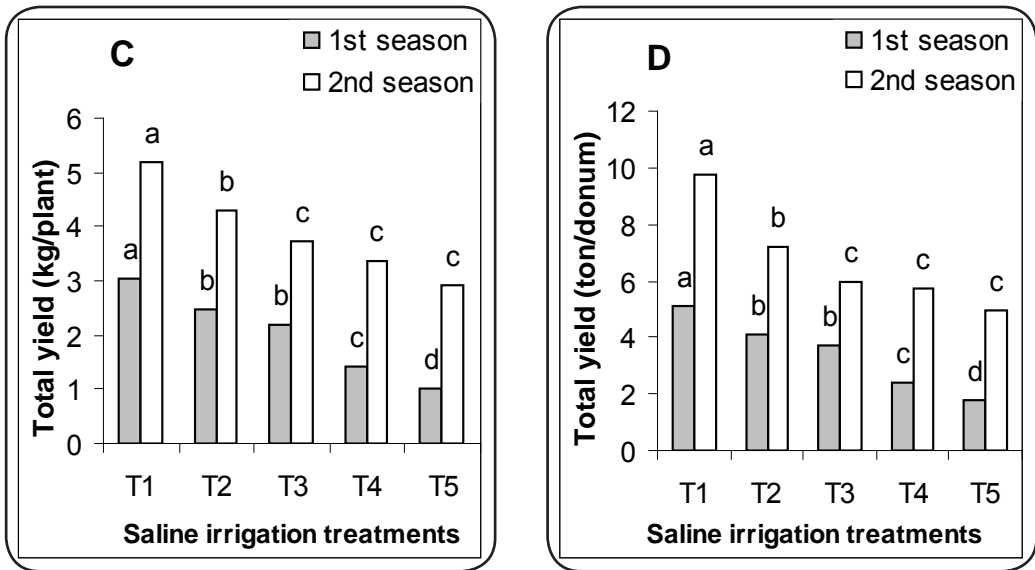 C
1st season
2nd season
Total yield (kg/plant)
6
5
4
3
2
1
0
a
a
b
b
b
c
c
c
d
c
T1 T2 T3 T4 T5
Saline irrigation treatments
D
1st season
2nd season
Total yield (ton/donum)
12
10
8
6
4
2
0
a
a
b
b
b
c
c
c
d
c
T1 T2 T3 T4 T5
Saline irrigation treatments